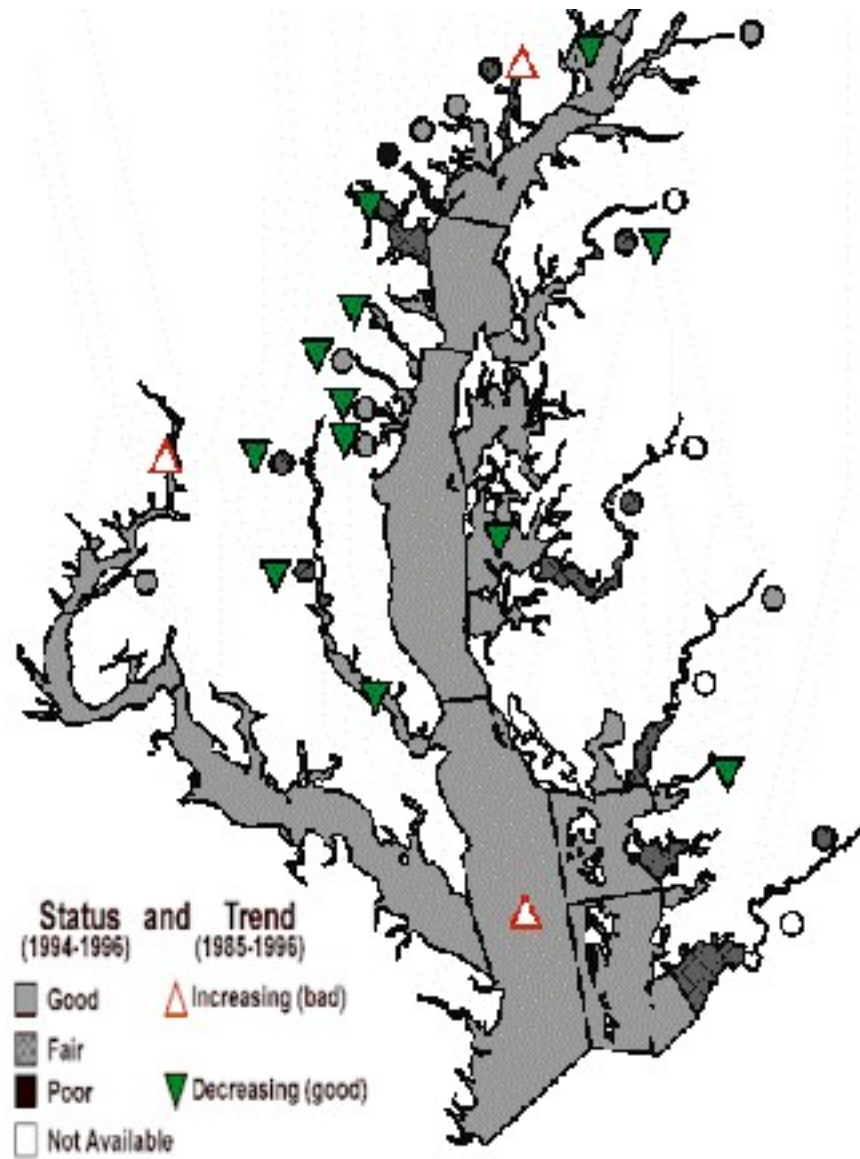 Status and Trend
(1994-1996) (1985-1996)
Good
Increasing (bad)
Fair
Poor
Decreasing (good)
Not Available